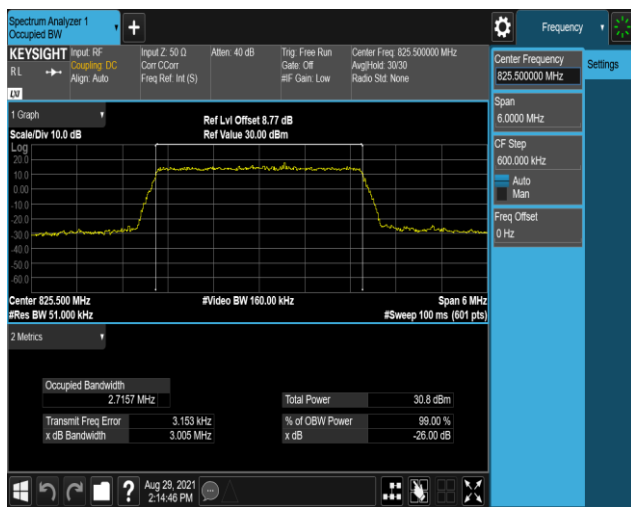 Spectrum Analyzer 1
Occupied BW
+
Frequency
KEYSIGHT
Input: RF
Input Z: 50 Ω
Atten: 40 dB
Trig: Free Run
Center Freq: 825.500000 MHz
R L
Coupling: DC
Corr CCorr
Gate: Off
Avg|Hold: 30/30
Align: Auto
Freq Ref: Int (S)
#IF Gain: Low
Radio Std: None
LXI
Center Frequency
825.500000 MHz
Settings
Span
6.0000 MHz
CF Step
600.000 kHz
Auto
Man
Freq Offset
0 Hz
1 Graph
Ref Lvl Offset 8.77 dB
Scale/Div 10.0 dB
Ref Value 30.00 dBm
Log
20.0
10.0
0.00
-10.0
-20.0
-30.0
-40.0
-50.0
-60.0
Center 825.500 MHz
#Video BW 160.00 kHz
Span 6 MHz
#Res BW 51.000 kHz
#Sweep 100 ms (601 pts)
2 Metrics
Occupied Bandwidth
2.7157 MHz
Total Power
30.8 dBm
Transmit Freq Error
3.153 kHz
% of OBW Power
99.00 %
x dB Bandwidth
3.005 MHz
x dB
-26.00 dB
?
Aug 29, 2021
2:14:46 PM